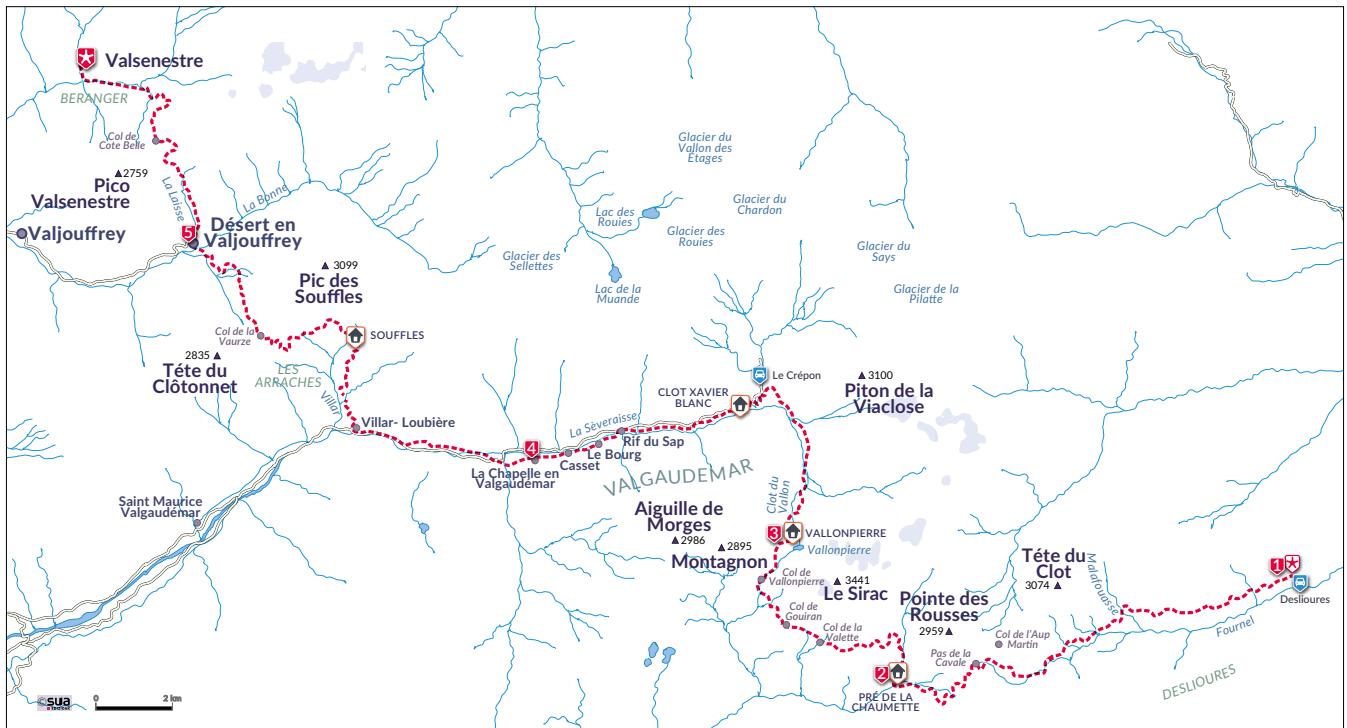 Valsenestre
BERANGER
Col de
Cote Belle
2759
Pico
Valsenestre
La Laisse
La Bonne
Valjouffrey
5
Désert en
Valjouffrey
3099
Pic des
Souffles
Col de la
Vaurze
SOUFFLES
2835
Téte du
Clôtonnet
LES
ARRACHES
Villar
Villar- Loubière
Saint Maurice
Valgaudémar
Glacier du
Vallon des
Étages
Glacier du
Chardon
Lac des
Rouies
Glacier des
Rouies
Glacier des
Sellettes
Lac de la
Muande
Glacier du
Says
Glacier de la
Pilatte
Le Crépon
CLOT XAVIER
BLANC
3100
Piton de la
Viaclose
La Sèveraisse
4
Rif du Sap
Le Bourg
Casset
La Chapelle en
Valgaudémar
VALGAUDEMAR
Clot du
Vallon
Aiguille de
Morges
2986
2895
Montagnon
3
VALLONPIERRE
Vallonpierre
Col de
Vallonpierre
3441
Le Sirac
Col de
Gouiran
Col de la
Valette
Pointe des
Rousses
2959
Téte du
Clot
3074
Malafouasse
1
Deslioures
Fournel
Col de l'Aup
Martin
Pas de la
Cavale
2
PRÉ DE LA
CHAUMETTE
DESLIOURES
sua
0
2 km